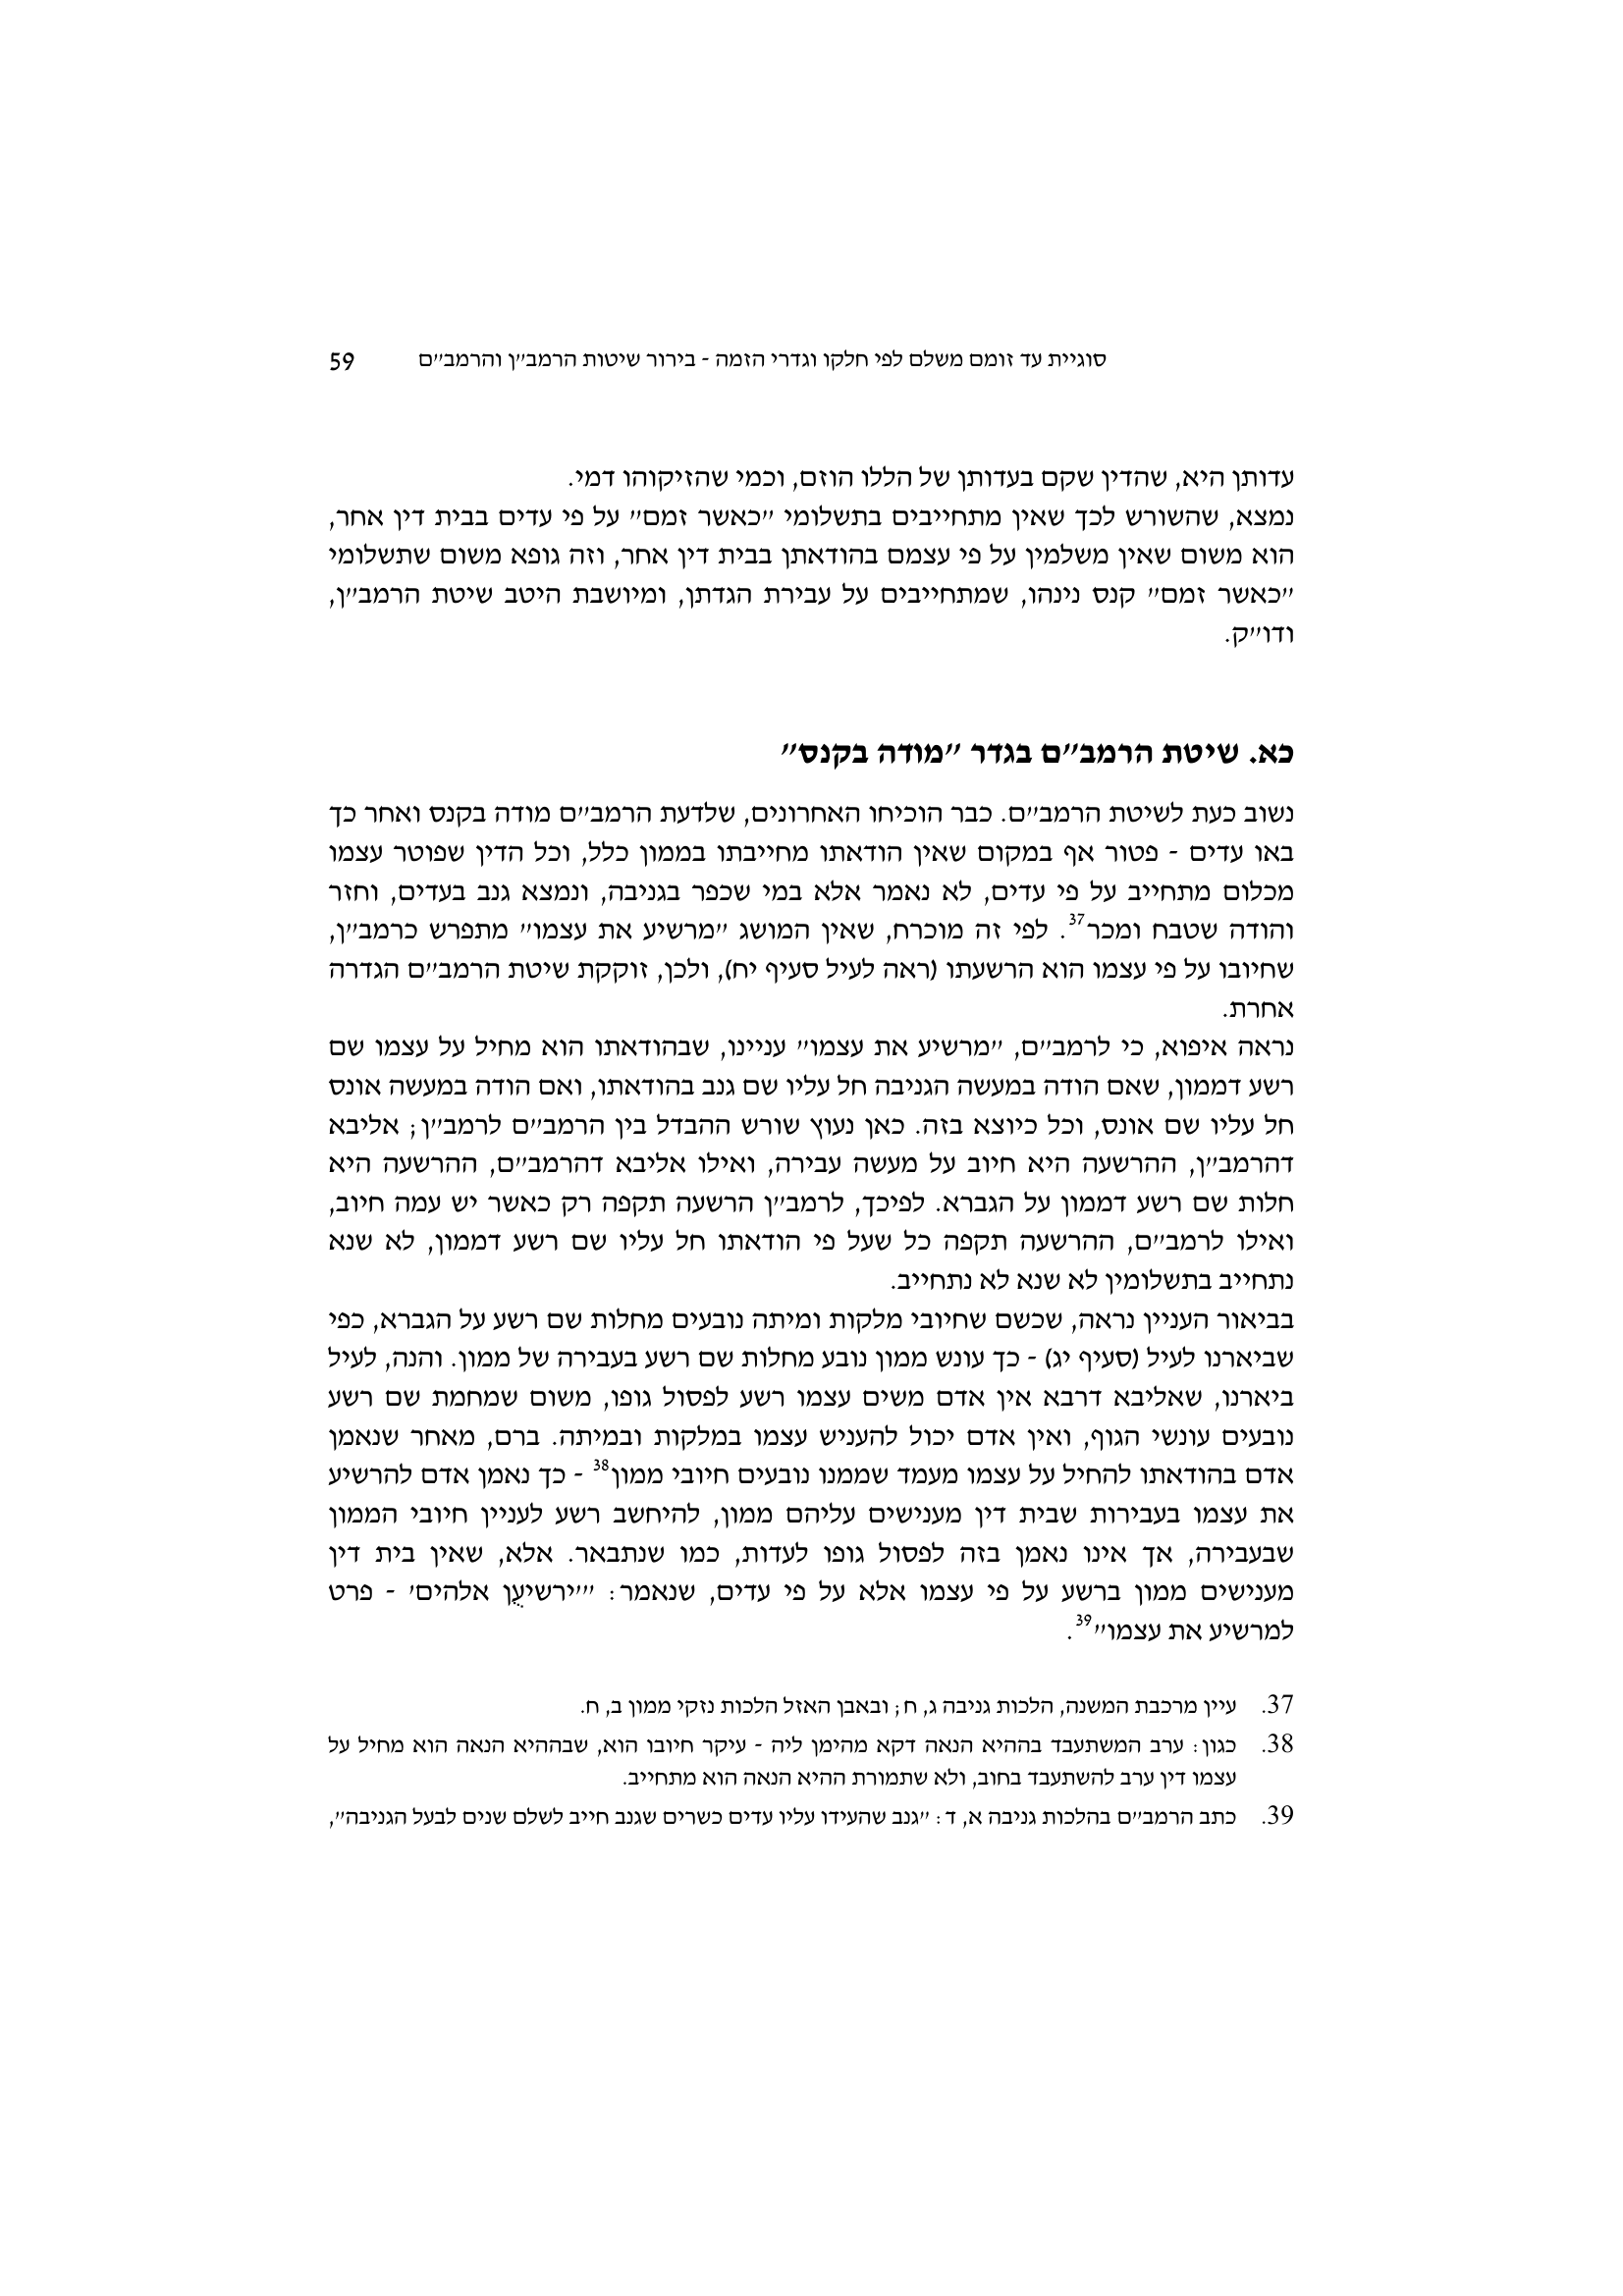 סוגיית עד זומם משלם לפי חלקו וגדרי הזמה - בירור שיטות הרמב״ן והרמב״ם 59
עדותן היא, שהדין שקם בעדותן של הללו הוזם, וכמי שהזיקוהו דמי.
נמצא, שהשורש לכך שאין מתחייבים בתשלומי ״כאשר זמם״ על פי עדים בבית דין אחר,
הוא משום שאין משלמין על פי עצמם בהודאתן בבית דין אחר, וזה גופא משום שתשלומי
״כאשר זמם״ קנס נינהו, שמתחייבים על עבירת הגדתן, ומיושבת היטב שיטת הרמב״ן,
ודו״ק.
כא. שיטת הרמב״ם בגדר ״מודה בקנס״
נשוב כעת לשיטת הרמב״ם. כבר הוכיחו האחרונים, שלדעת הרמב״ם מודה בקנס ואחר כך
באו עדים - פטור אף במקום שאין הודאתו מחייבתו בממון כלל, וכל הדין שפוטר עצמו
מכלום מתחייב על פי עדים, לא נאמר אלא במי שכפר בגניבה, ונמצא גנב בעדים, וחזר
והודה שטבח ומכר37. לפי זה מוכרח, שאין המושג ״מרשיע את עצמו״ מתפרש כרמב״ן,
שחיובו על פי עצמו הוא הרשעתו (ראה לעיל סעיף יח), ולכן, זוקקת שיטת הרמב״ם הגדרה
אחרת.
נראה איפוא, כי לרמב״ם, ״מרשיע את עצמו״ עניינו, שבהודאתו הוא מחיל על עצמו שם
רשע דממון, שאם הודה במעשה הגניבה חל עליו שם גנב בהודאתו, ואם הודה במעשה אונס
חל עליו שם אונס, וכל כיוצא בזה. כאן נעוץ שורש ההבדל בין הרמב״ם לרמב״ן; אליבא
דהרמב״ן, ההרשעה היא חיוב על מעשה עבירה, ואילו אליבא דהרמב״ם, ההרשעה היא
חלות שם רשע דממון על הגברא. לפיכך, לרמב״ן הרשעה תקפה רק כאשר יש עמה חיוב,
ואילו לרמב״ם, ההרשעה תקפה כל שעל פי הודאתו חל עליו שם רשע דממון, לא שנא
נתחייב בתשלומין לא שנא לא נתחייב.
בביאור העניין נראה, שכשם שחיובי מלקות ומיתה נובעים מחלות שם רשע על הגברא, כפי
שביארנו לעיל (סעיף יג) - כך עונש ממון נובע מחלות שם רשע בעבירה של ממון. והנה, לעיל
ביארנו, שאליבא דרבא אין אדם משים עצמו רשע לפסול גופו, משום שמחמת שם רשע
נובעים עונשי הגוף, ואין אדם יכול להעניש עצמו במלקות ובמיתה. ברם, מאחר שנאמן
אדם בהודאתו להחיל על עצמו מעמד שממנו נובעים חיובי ממון38 - כך נאמן אדם להרשיע
את עצמו בעבירות שבית דין מענישים עליהם ממון, להיחשב רשע לעניין חיובי הממון
שבעבירה, אך אינו נאמן בזה לפסול גופו לעדות, כמו שנתבאר. אלא, שאין בית דין
מענישים ממון ברשע על פי עצמו אלא על פי עדים, שנאמר: ״׳ירשיעֻן אלהים׳ - פרט
למרשיע את עצמו״39.
37. עיין מרכבת המשנה, הלכות גניבה ג, ח; ובאבן האזל הלכות נזקי ממון ב, ח.
38. כגון: ערב המשתעבד בההיא הנאה דקא מהימן ליה - עיקר חיובו הוא, שבההיא הנאה הוא מחיל על
עצמו דין ערב להשתעבד בחוב, ולא שתמורת ההיא הנאה הוא מתחייב.
39. כתב הרמב״ם בהלכות גניבה א, ד: ״גנב שהעידו עליו עדים כשרים שגנב חייב לשלם שנים לבעל הגניבה״,